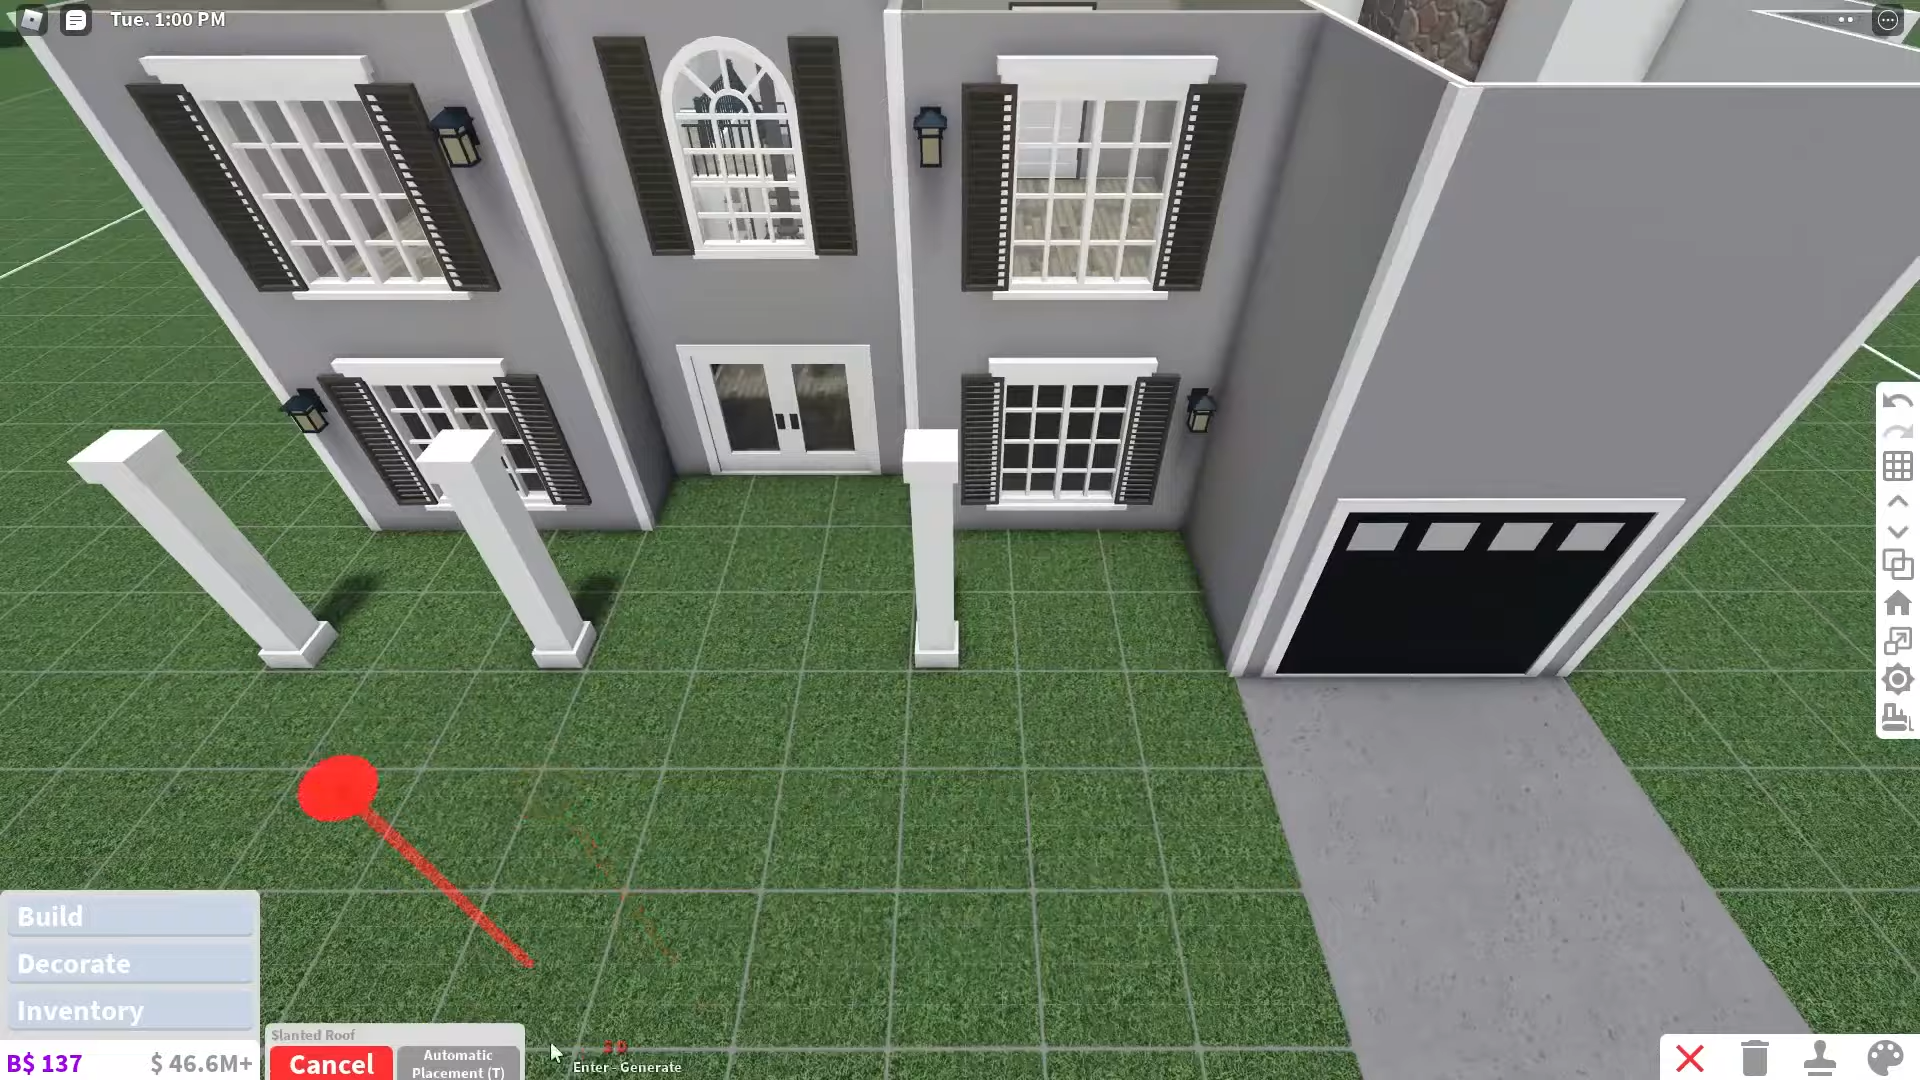 Tue. 1:00 PM
Build
Decorate
Inventory
B$ 137
$ 46.6M+
Slanted Roof
Cancel
Automatic
Placement (T)
Enter - Generate